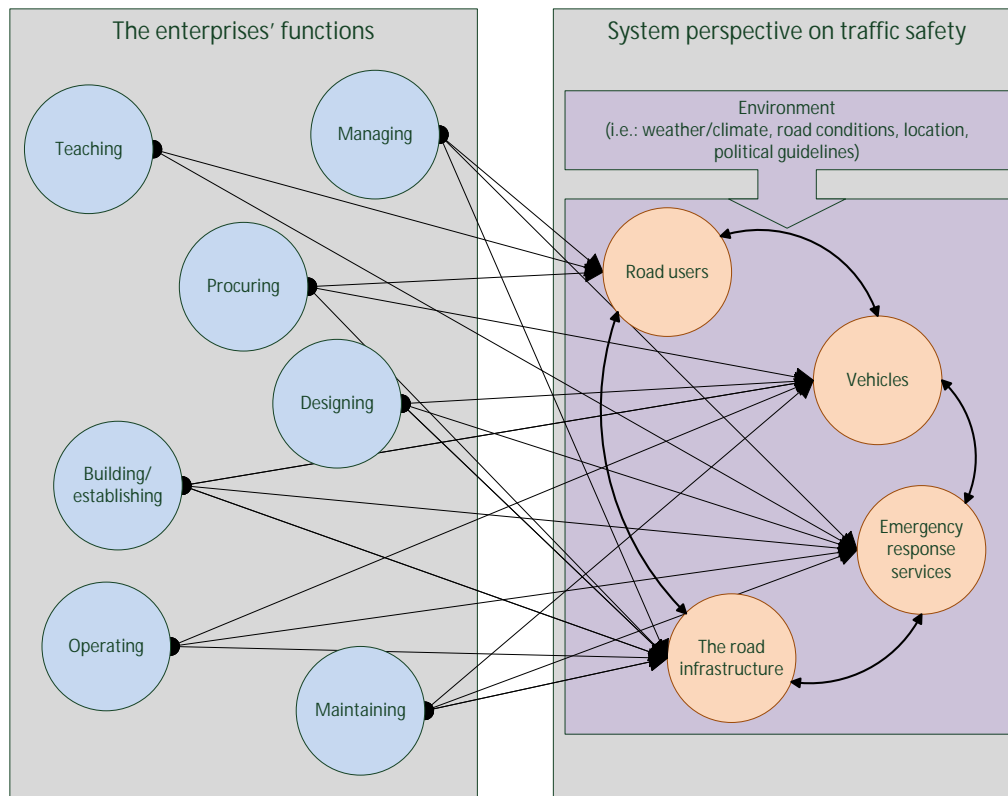 The enterprises’ functions
Teaching
Managing
Procuring
Designing
Building/
establishing
Operating
Maintaining
System perspective on traffic safety
Environment
(i.e.: weather/climate, road conditions, location,
political guidelines)
Road users
Vehicles
Emergency
response
services
The road
infrastructure